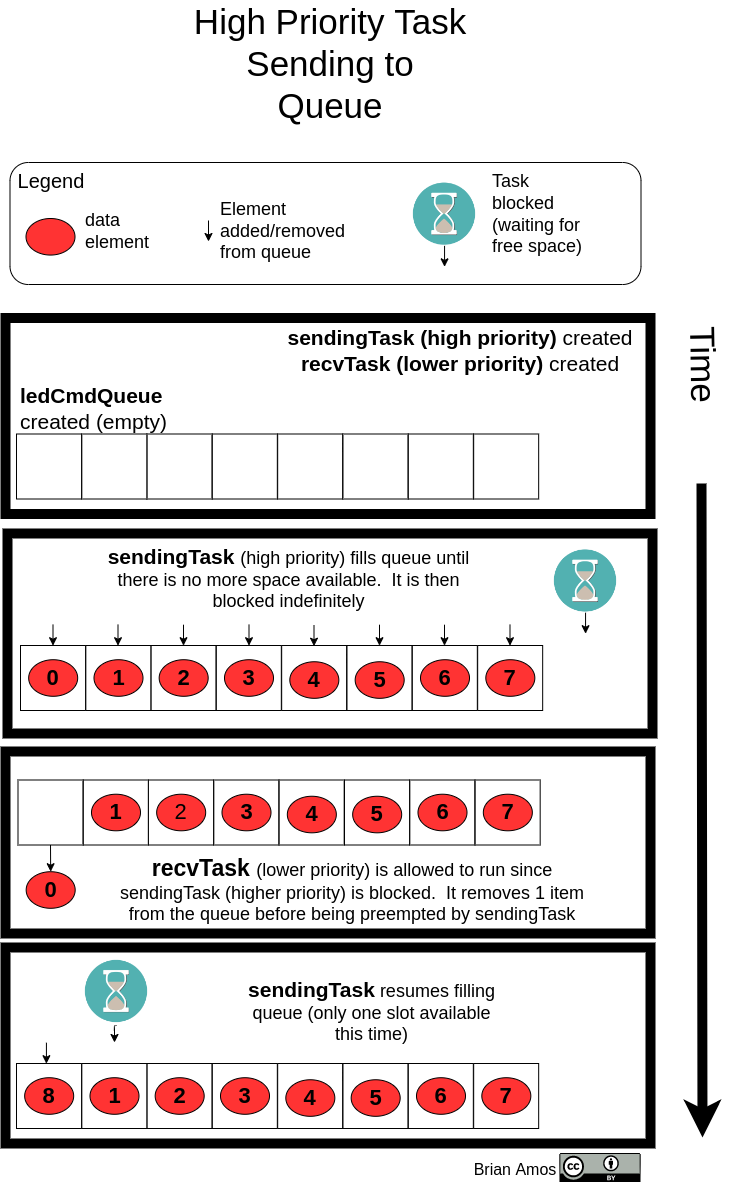 High Priority Task
Sending to
Queue
Legend
data
element
Element
added/removed
from queue
Task
blocked
(waiting for
free space)
Time
sendingTask (high priority) created
recvTask (lower priority) created
ledCmdQueue
created (empty)
sendingTask (high priority) fills queue until
there is no more space available.  It is then
blocked indefinitely
0 1 2 3 4 5 6 7
1 2 3 4 5 6 7
0
recvTask (lower priority) is allowed to run since
sendingTask (higher priority) is blocked.  It removes 1 item
from the queue before being preempted by sendingTask
sendingTask resumes filling
queue (only one slot available
this time)
8 1 2 3 4 5 6 7
Brian Amos
cc
BY